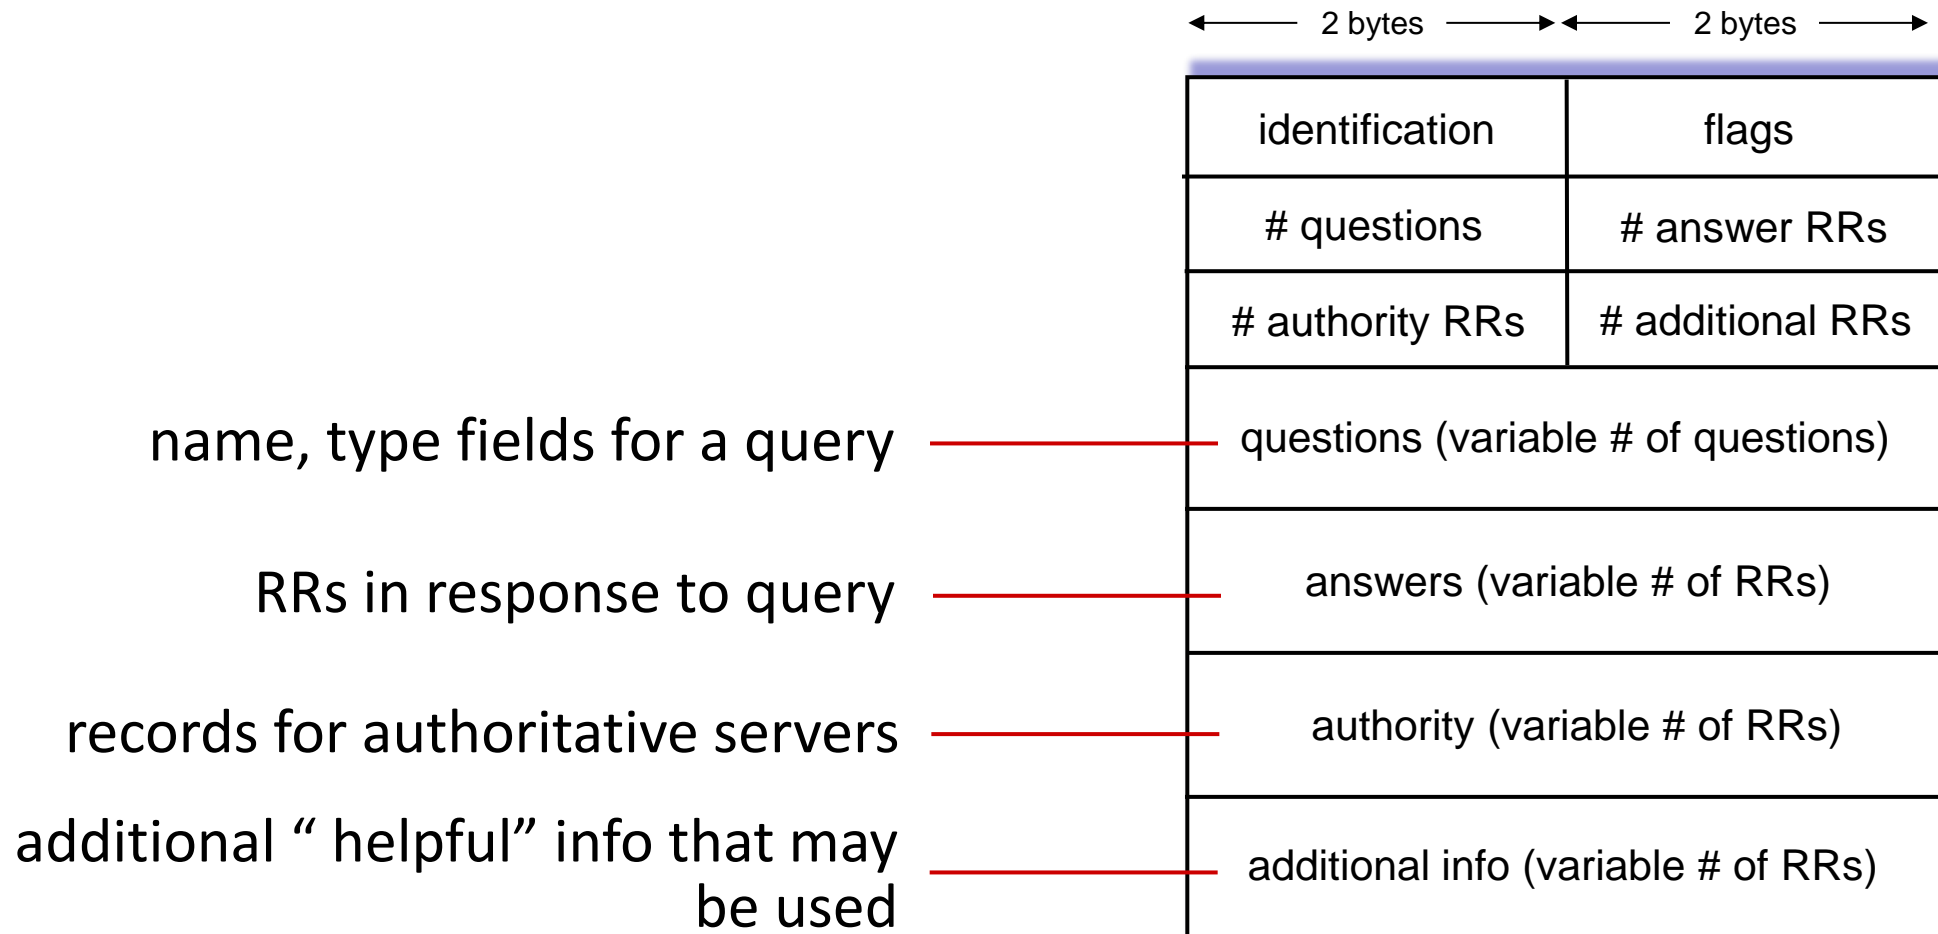 2 bytes 2 bytes
identification flags
# questions # answer RRs
# authority RRs # additional RRs
name, type fields for a query questions (variable # of questions)
RRs in response to query answers (variable # of RRs)
records for authoritative servers authority (variable # of RRs)
additional “ helpful” info that may
be used
additional info (variable # of RRs)